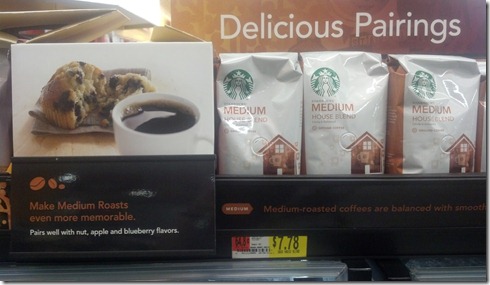 Delicious Pairings
MEDIUM
HOUSE BLEND
MEDIUM
HOUSE BLEND
MEDIUM
HOUSE BLEND
Make Medium Roasts
even more memorable.
Pairs well with nut, apple and blueberry flavors.
MEDIUM
Medium-roasted coffees are balanced with smooth
$7.78